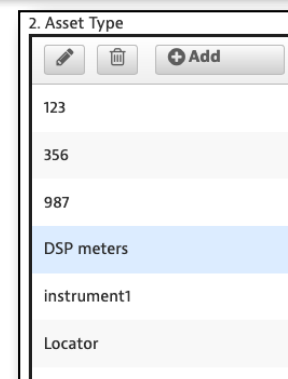 2. Asset Type
Add
123
356
987
DSP meters
instrument1
Locator